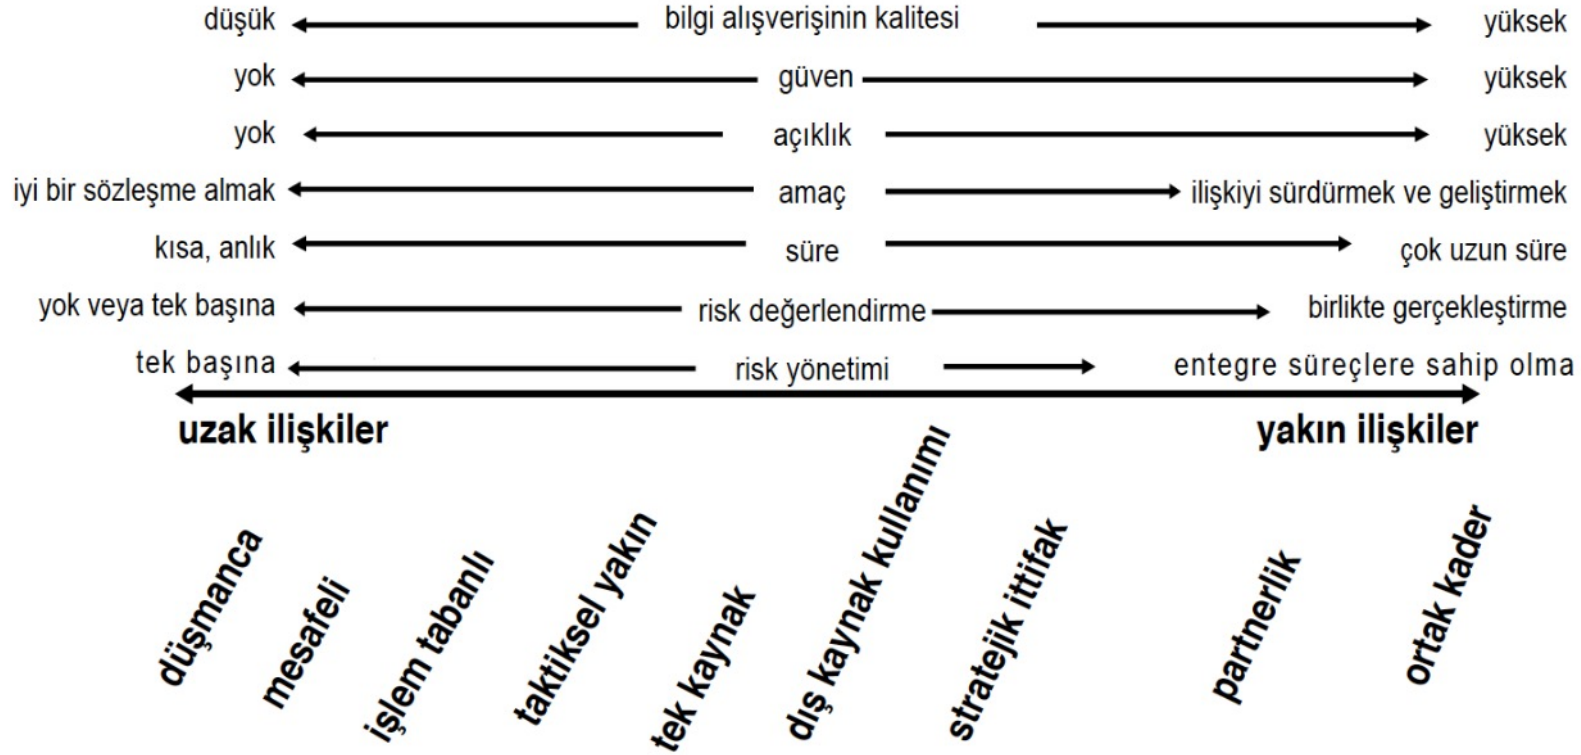 düşük bilgi alışverişinin kalitesi yüksek
yok güven yüksek
yok açıklık yüksek
iyi bir sözleşme almak amaç ilişkiyi sürdürmek ve geliştirmek
kısa, anlık süre çok uzun süre
yok veya tek başına risk değerlendirme birlikte gerçekleştirme
tek başına risk yönetimi entegre süreçlere sahip olma
uzak ilişkiler yakın ilişkiler
düşmanca
mesafeli
işlem tabanlı
taktiksel yakın
tek kaynak
dış kaynak kullanımı
stratejik ittifak
partnerlik
ortak kader